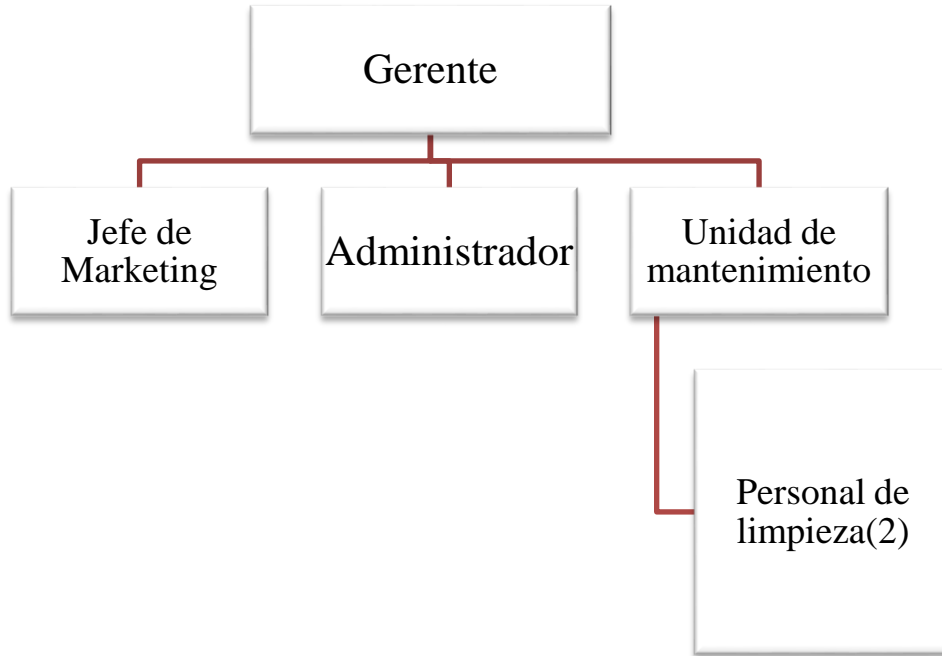 Gerente
Jefe de
Marketing
Administrador
Unidad de
mantenimiento
Personal de
limpieza(2)